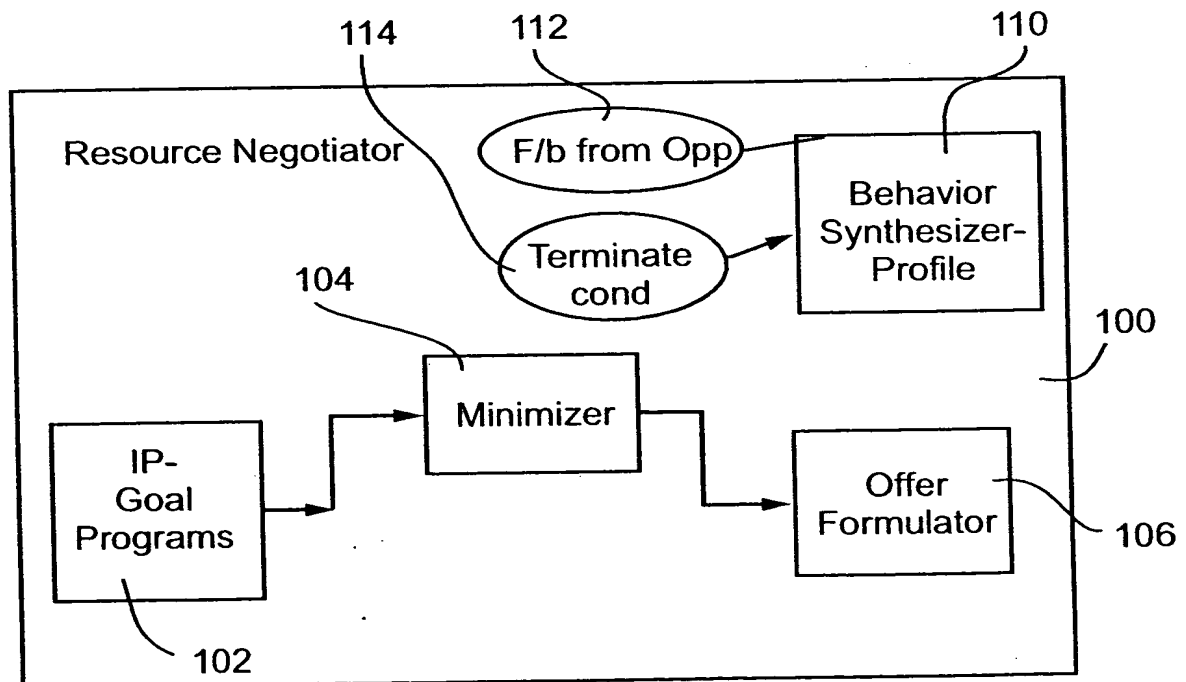 114
112
110
Resource Negotiator
F/b from Opp
Behavior
Synthesizer-
Profile
Terminate
cond
104
100
Minimizer
IP-
Goal
Programs
Offer
Formulator
106
102